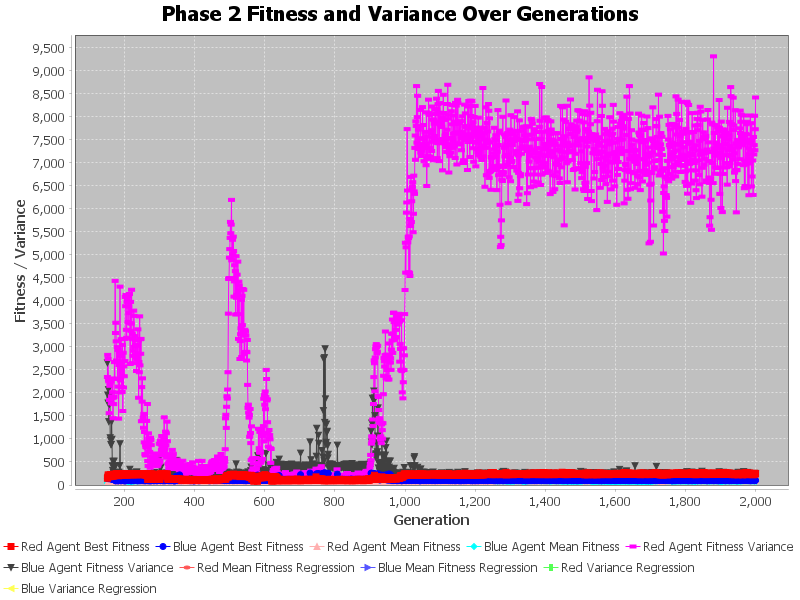 Phase 2 Fitness and Variance Over Generations
9,500
9,000
8,500
8,000
7,500
7,000
6,500
6,000
5,500
5,000
4,500
4,000
3,500
3,000
2,500
2,000
1,500
1,000
500
0
Fitness / Variance
200 400 600 800 1,000 1,200 1,400 1,600 1,800 2,000
Generation
Red Agent Best Fitness Blue Agent Best Fitness Red Agent Mean Fitness Blue Agent Mean Fitness Red Agent Fitness Variance
Blue Agent Fitness Variance Red Mean Fitness Regression Blue Mean Fitness Regression Red Variance Regression
Blue Variance Regression